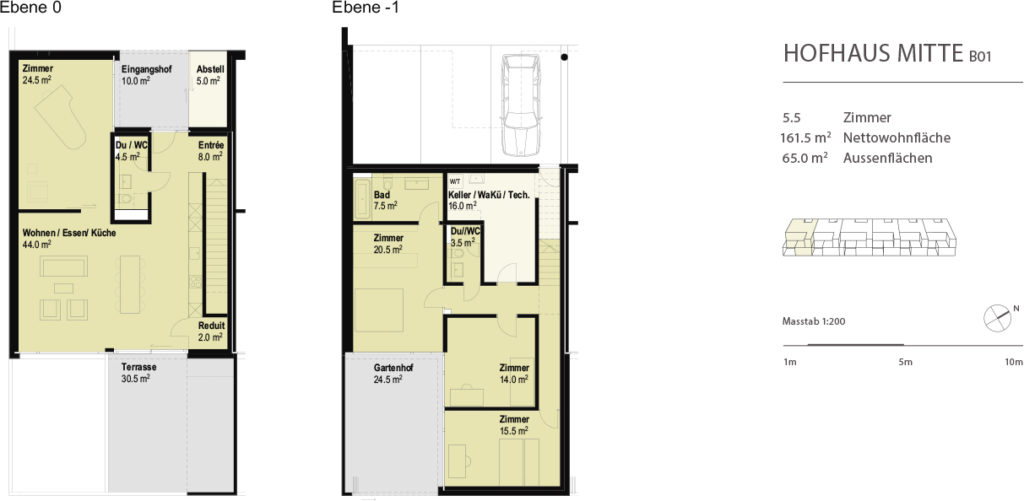 Ebene 0
Zimmer
24.5 m²
Eingangshof
10.0 m²
Abstell
5.0 m²
Du / WC
4.5 m²
Entrée
8.0 m²
Wohnen / Essen/ Küche
44.0 m²
Reduit
2.0 m²
Terrasse
30.5 m²
Ebene -1
Bad
7.5 m²
W/T
Keller / WaKü / Tech.
16.0 m²
Zimmer
20.5 m²
Du//WC
3.5 m²
Gartenhof
24.5 m²
Zimmer
14.0 m²
Zimmer
15.5 m²
HOFHAUS MITTE B01
5.5 Zimmer
161.5 m² Nettowohnfläche
65.0 m² Aussenflächen
Masstab 1:200
N
1m 5m 10m